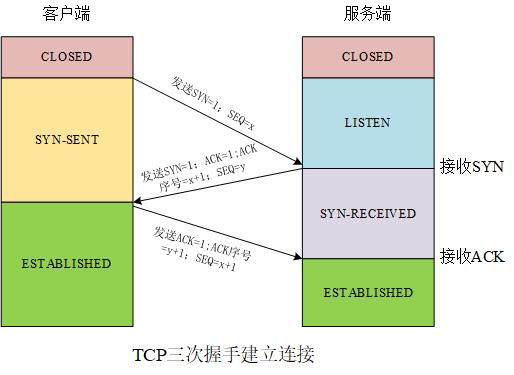 客户端
服务端
CLOSED
CLOSED
发送SYN=1; SEQ=x
SYN-SENT
LISTEN
发送SYN=1; ACK=1;ACK
序号=x+1; SEQ=y
接收SYN
SYN-RECEIVED
发送ACK=1;ACK序号
=y+1; SEQ=x+1
接收ACK
ESTABLISHED
ESTABLISHED
TCP三次握手建立连接